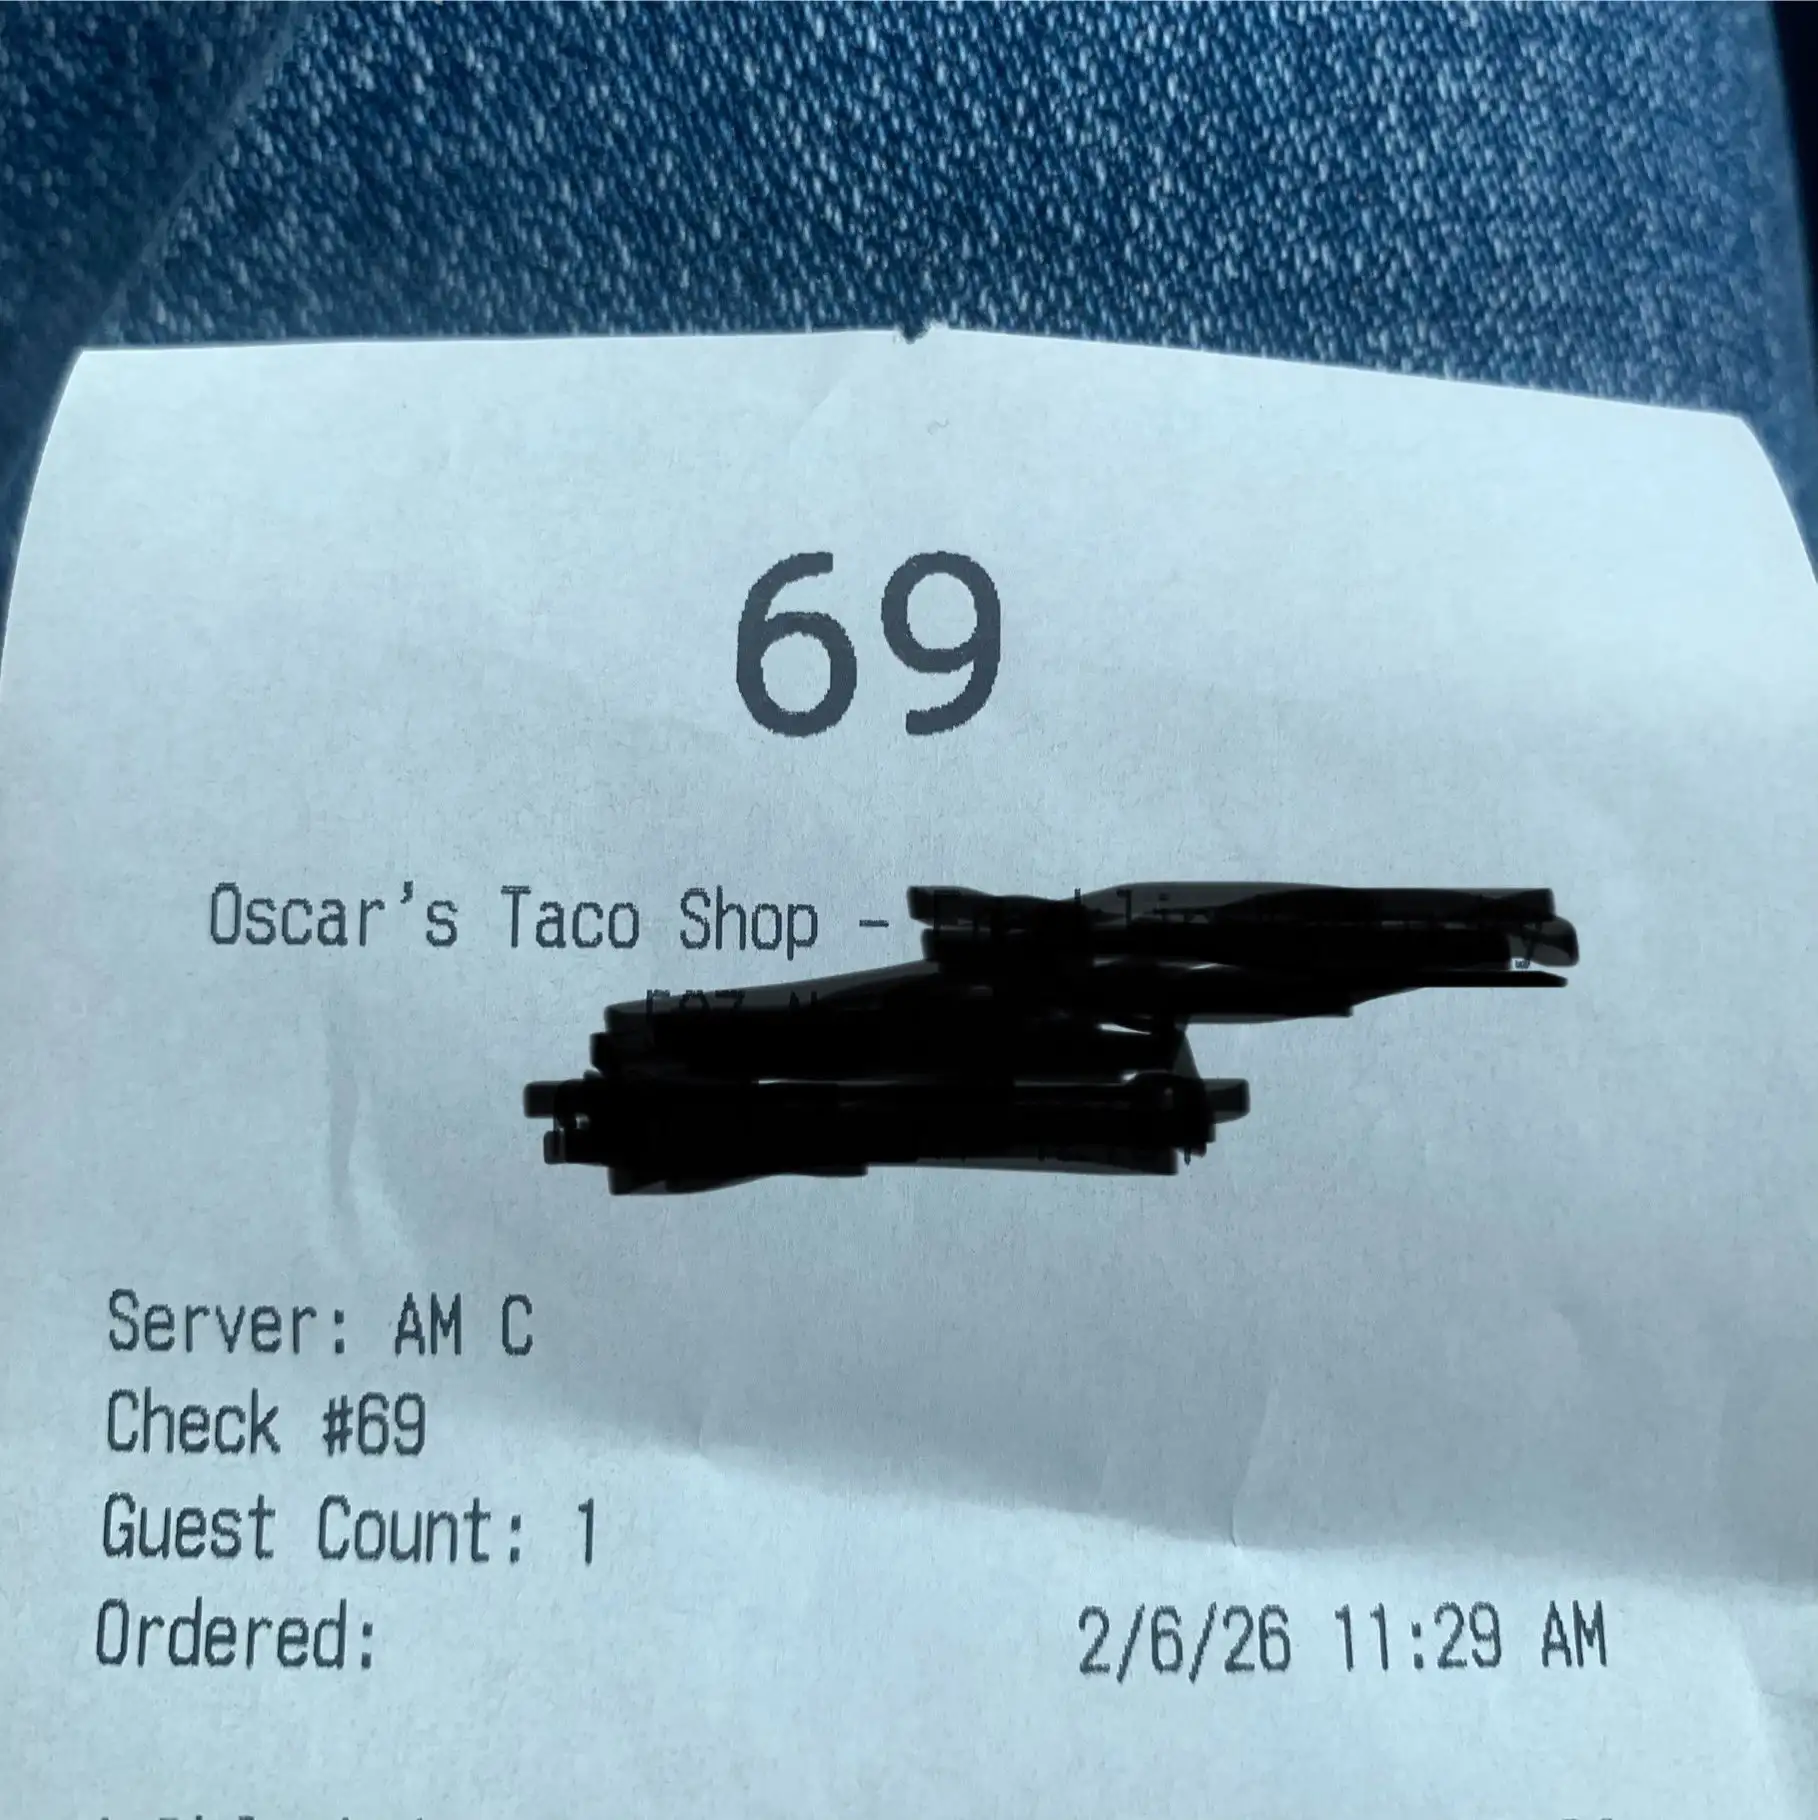 69
Oscar's Taco Shop -
Server: AM C
Check #69
Guest Count: 1
Ordered: 2/6/26 11:29 AM